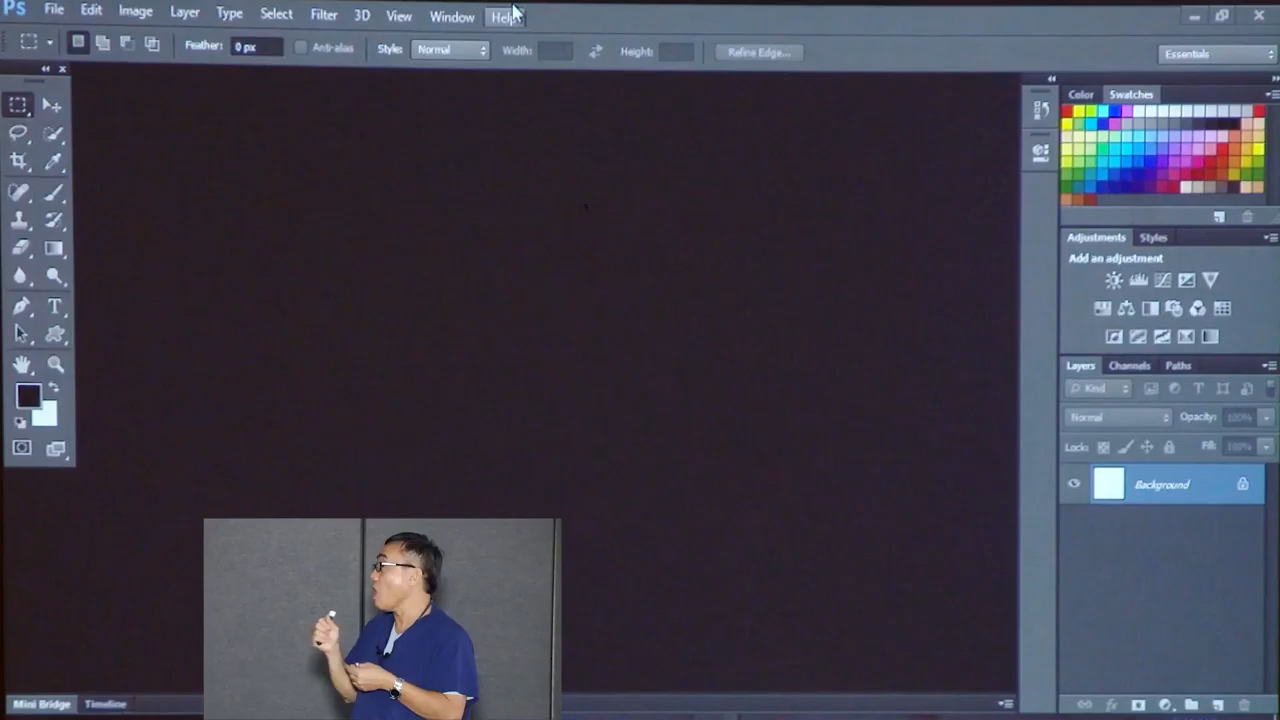 Ps File Edit Image Layer Type Select Filter 3D View Window Help
Feather: 0 px Anti-alias Style: Normal Width: Height: Refine Edge... Essentials
Color Swatches
Adjustments Styles
Add an adjustment
Layers Channels Paths
Kind
Normal Opacity: 100%
Lock: Fill: 100%
Background
Mini Bridge Timeline